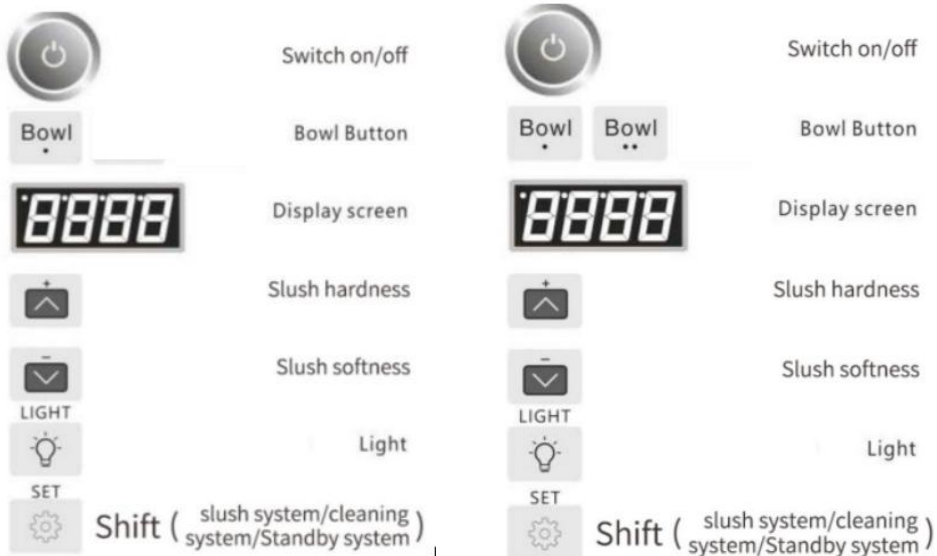 Switch on/off
Bowl Bowl Button
8888 Display screen
+ Slush hardness
- Slush softness
LIGHT
Light
SET
Shift ( slush system/cleaning
system/Standby system )
Switch on/off
Bowl Bowl Bowl Button
8888 Display screen
+ Slush hardness
- Slush softness
LIGHT
Light
SET
Shift ( slush system/cleaning
system/Standby system )